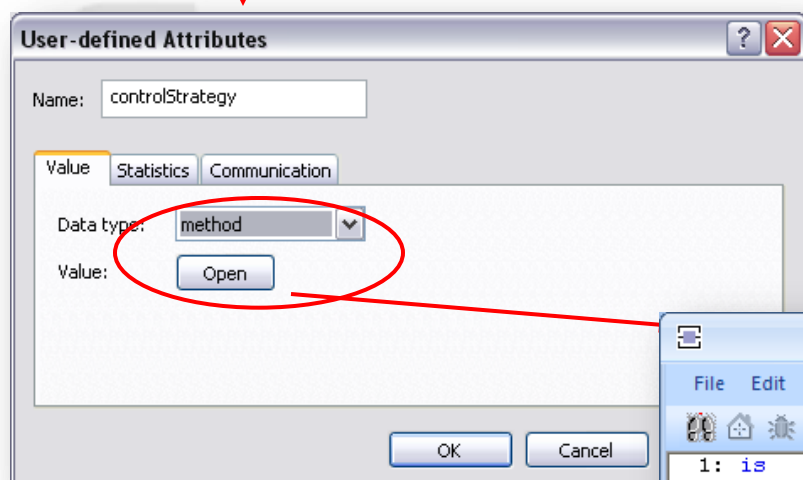 User-defined Attributes
Name: controlStrategy
Value Statistics Communication
Data type: method
Value: Open
File Edit
OK Cancel
1: is